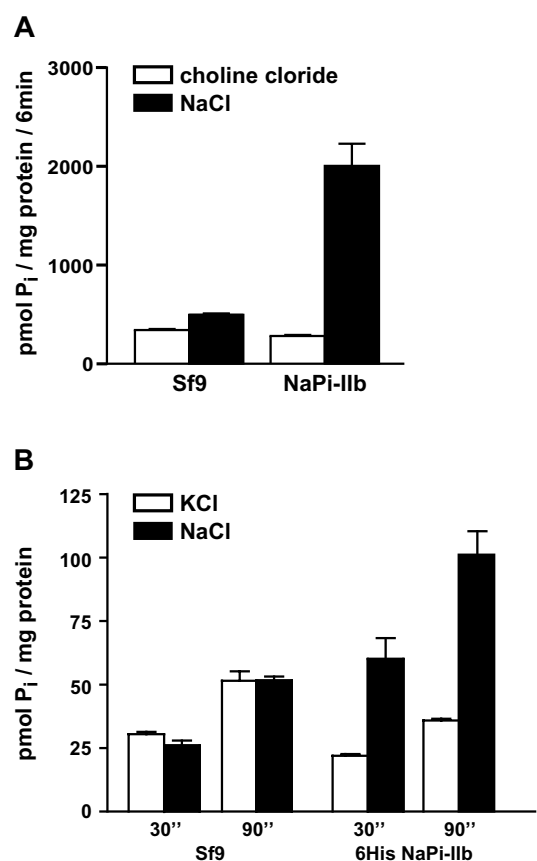 A
pmol Pi / mg protein / 6min
3000
2000
1000
0
choline cloride
NaCl
Sf9 NaPi-IIb
B
pmol Pi / mg protein
125
100
75
50
25
0
KCl
NaCl
30’’ 90’’ 30’’ 90’’
Sf9 6His NaPi-IIb